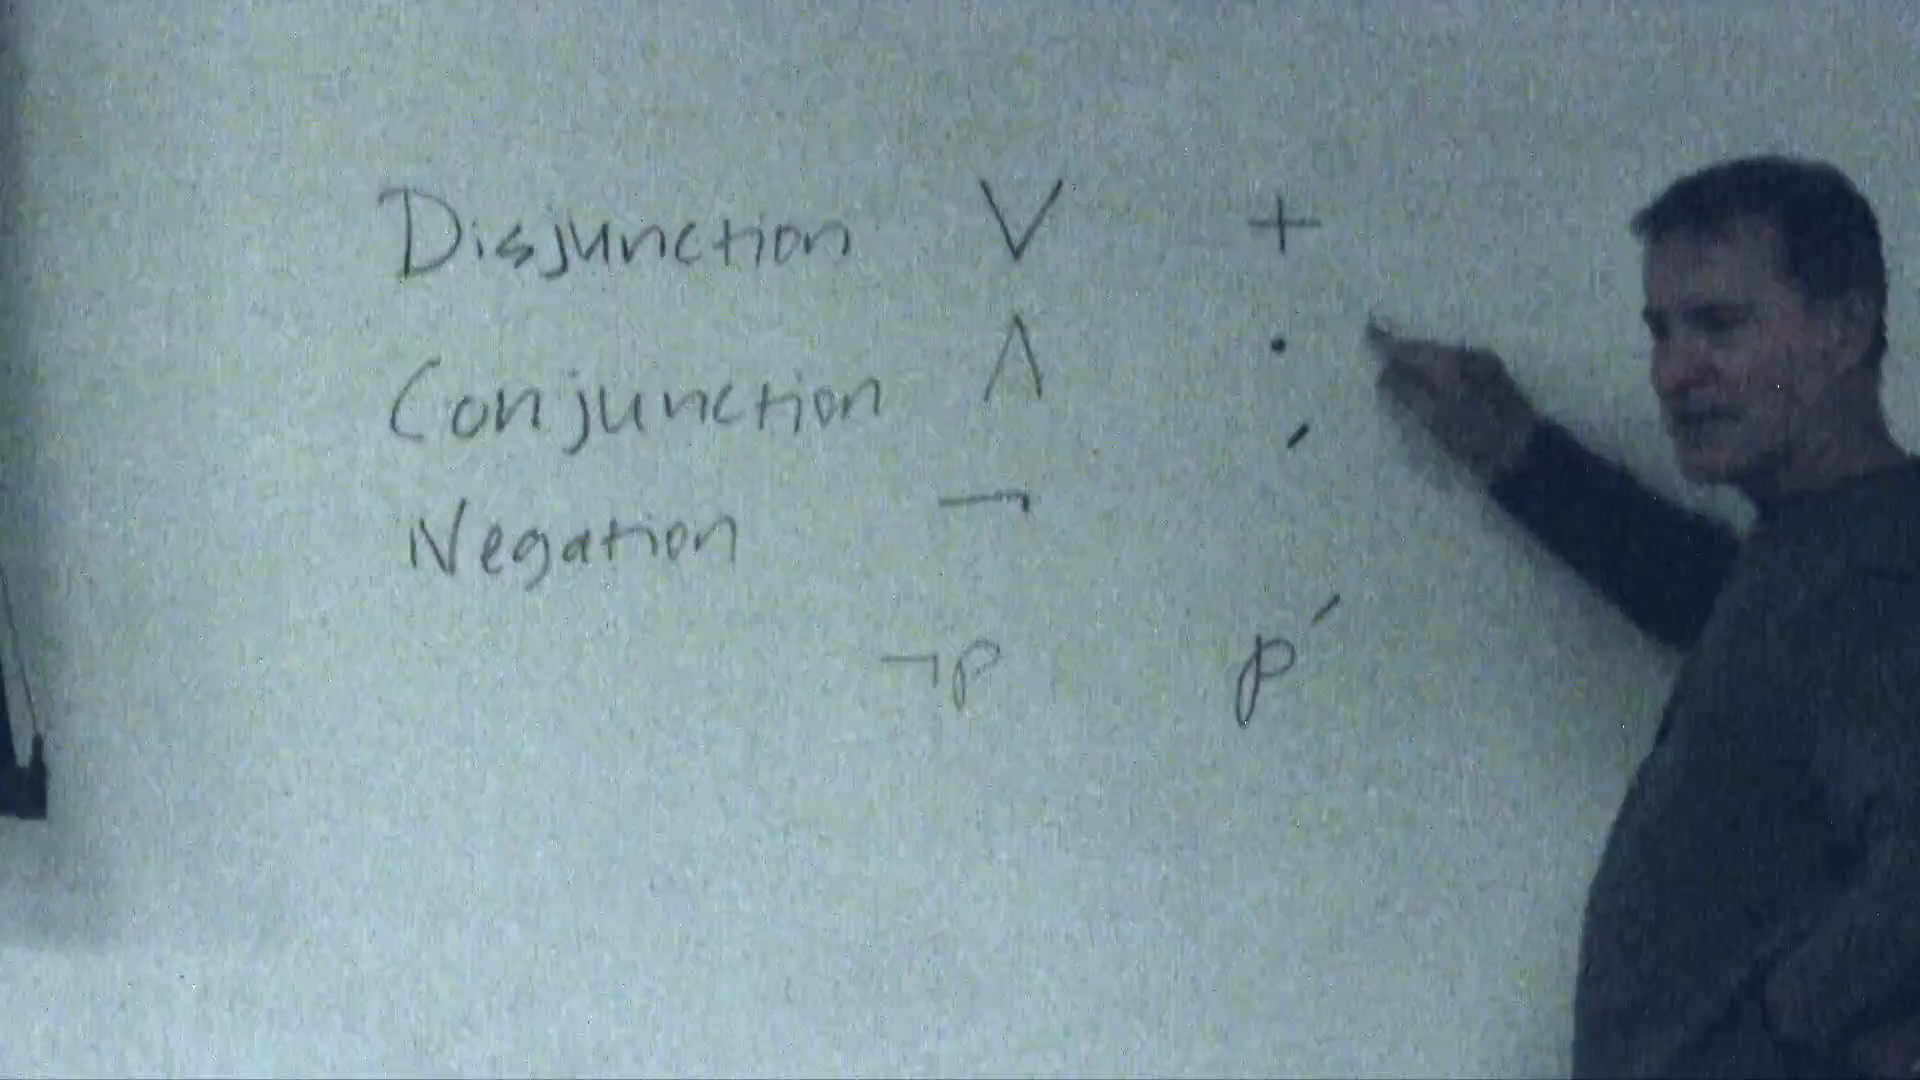 Disjunction ∨ +
Conjunction ∧ ·
Negation ¬ ′
¬p p′